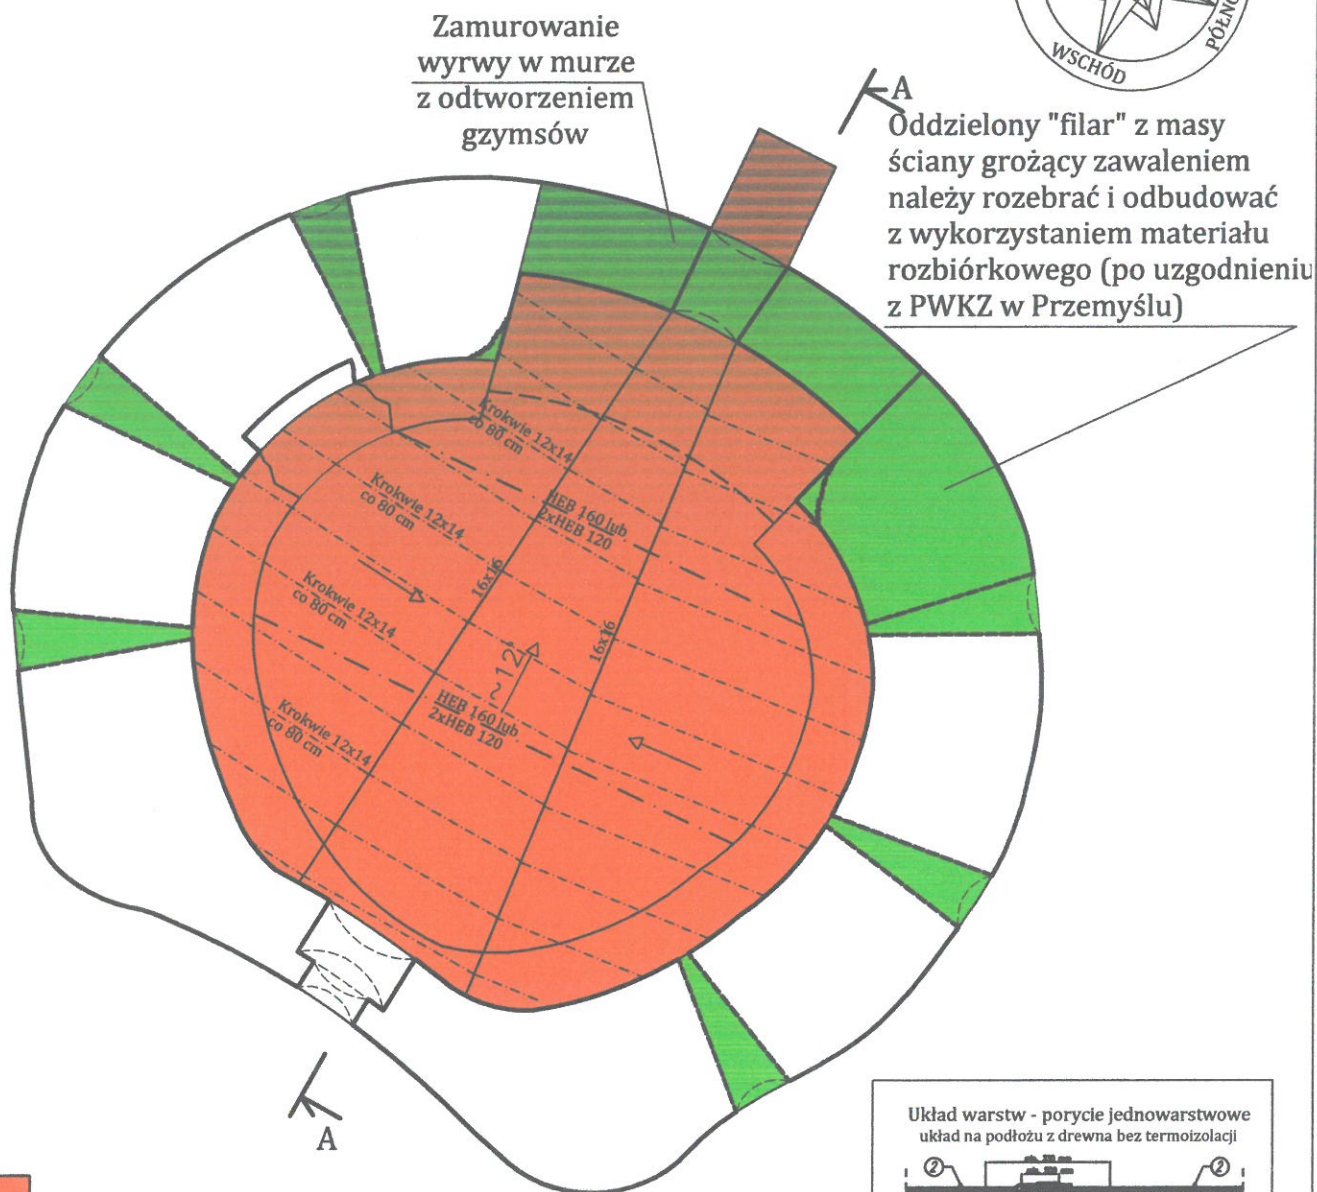 Zamurowanie
wyrwy w murze
z odtworzeniem
gzymsów
WSCHÓD
A
Oddzielony "filar" z masy
ściany grożący zawaleniem
należy rozebrać i odbudować
z wykorzystaniem materiału
rozbiórkowego (po uzgodnieniu
z PWKZ w Przemyślu)
Krokwie 12x14
co 80 cm
Krokwie 12x14
co 80 cm
HEB 160 lub
2xHEB 120
Krokwie 12x14
co 80 cm
16x16
16x16
~12°
HEB 160 lub
2xHEB 120
Krokwie 12x14
co 80 cm
A
Układ warstw - porycie jednowarstwowe
układ na podłożu z drewna bez termoizolacji
2
2